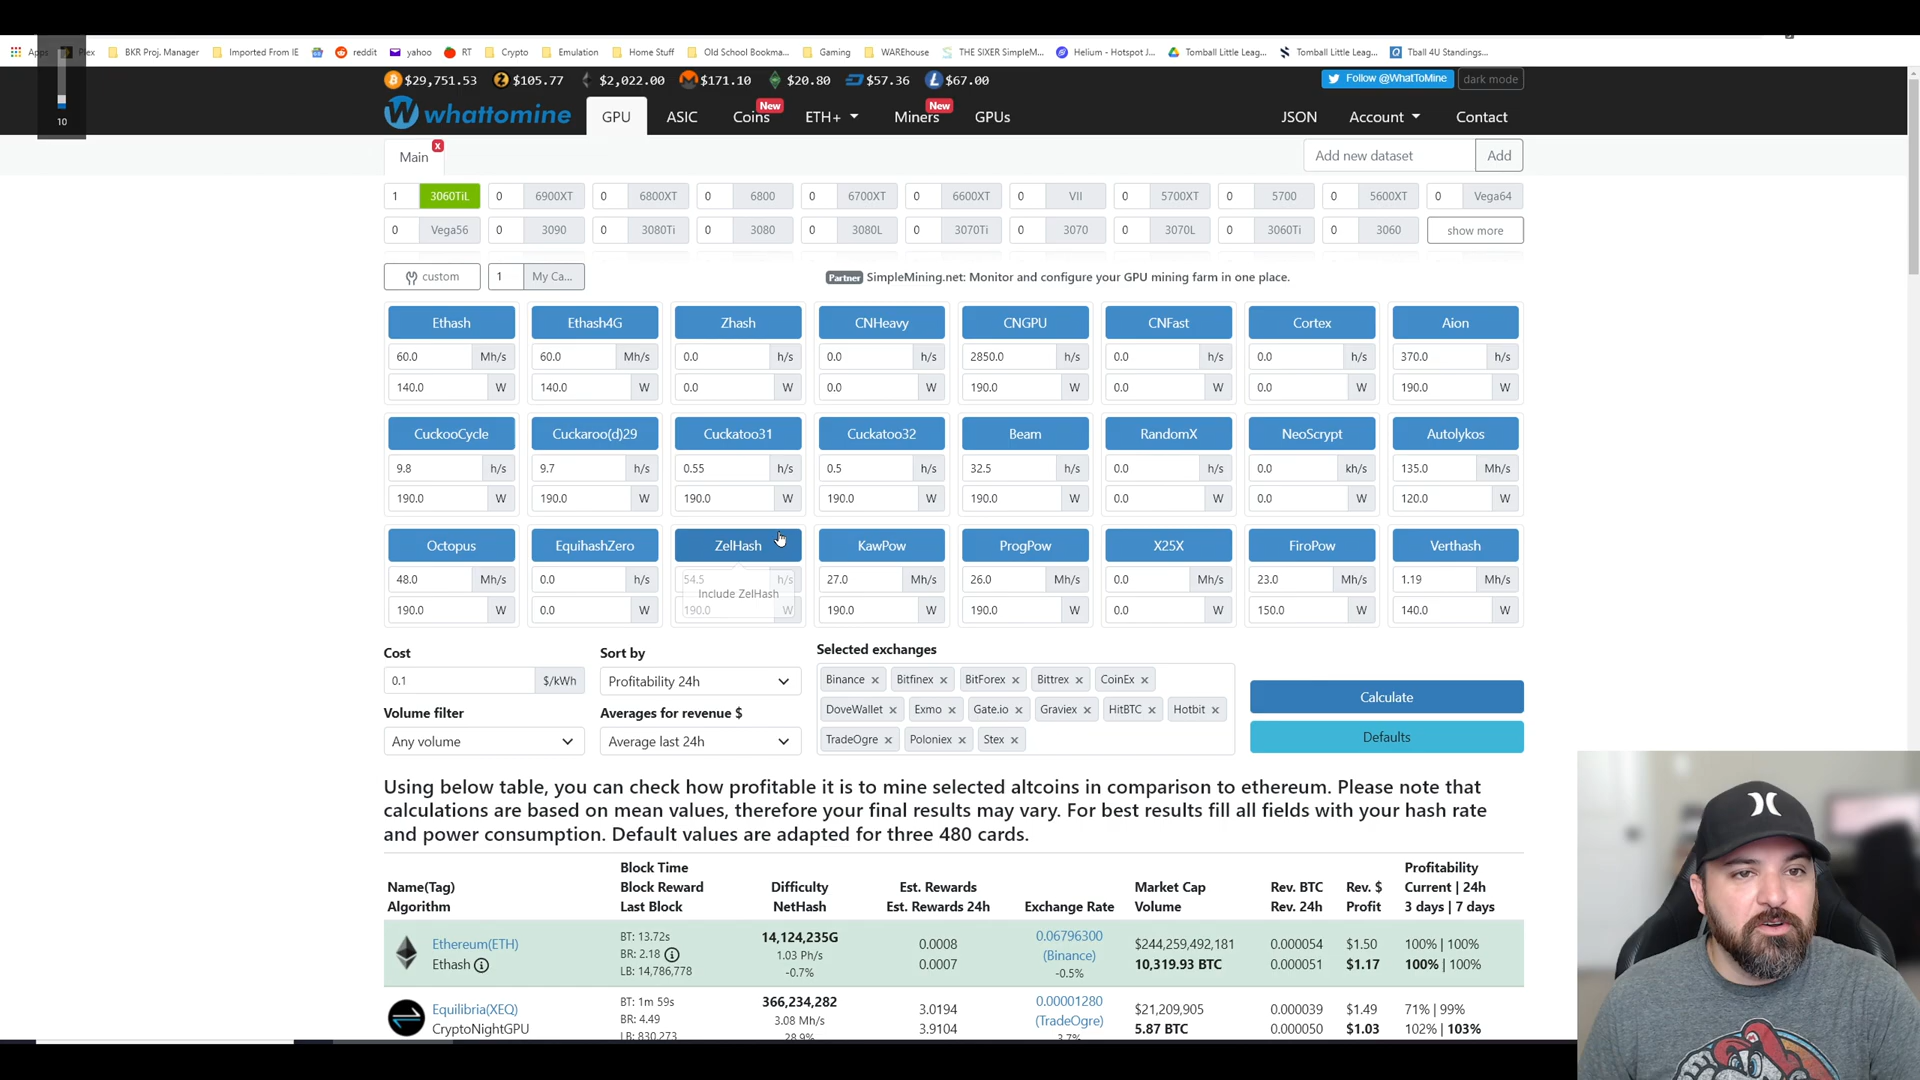 Apps Plex BKR Proj. Manager Imported From IE reddit yahoo RT Crypto Emulation Home Stuff Old School Bookma... Gaming WAREhouse THE SIXER SimpleM... Helium - Hotspot J... Tomball Little Leag... Tomball Little Leag... Tball 4U Standings...
10
$29,751.53 $105.77 $2,022.00 $171.10 $20.80 $57.36 $67.00 Follow @WhatToMine dark mode
whattomine GPU ASIC Coins New ETH+ Miners New GPUs JSON Account Contact
Main x Add new dataset Add
1 3060TiL 0 6900XT 0 6800XT 0 6800 0 6700XT 0 6600XT 0 VII 0 5700XT 0 5700 0 5600XT 0 Vega64
0 Vega56 0 3090 0 3080Ti 0 3080 0 3080L 0 3070Ti 0 3070 0 3070L 0 3060Ti 0 3060 show more
custom 1 My Ca... Partner SimpleMining.net: Monitor and configure your GPU mining farm in one place.
Ethash Ethash4G Zhash CNHeavy CNGPU CNFast Cortex Aion
60.0 Mh/s 60.0 Mh/s 0.0 h/s 0.0 h/s 2850.0 h/s 0.0 h/s 0.0 h/s 370.0 h/s
140.0 W 140.0 W 0.0 W 0.0 W 190.0 W 0.0 W 0.0 W 190.0 W
CuckooCycle Cuckaroo(d)29 Cuckatoo31 Cuckatoo32 Beam RandomX NeoScrypt Autolykos
9.8 h/s 9.7 h/s 0.55 h/s 0.5 h/s 32.5 h/s 0.0 h/s 0.0 kh/s 135.0 Mh/s
190.0 W 190.0 W 190.0 W 190.0 W 190.0 W 0.0 W 0.0 W 120.0 W
Octopus EquihashZero ZelHash KawPow ProgPow X25X FiroPow Verthash
48.0 Mh/s 0.0 h/s 54.5 h/s 27.0 Mh/s 26.0 Mh/s 0.0 Mh/s 23.0 Mh/s 1.19 Mh/s
Include ZelHash
190.0 W 0.0 W 190.0 W 190.0 W 190.0 W 0.0 W 150.0 W 140.0 W
Cost Sort by Selected exchanges
0.1 $/kWh Profitability 24h Binance × Bitfinex × BitForex × Bittrex × CoinEx ×
Volume filter Averages for revenue $ DoveWallet × Exmo × Gate.io × Graviex × HitBTC × Hotbit × Calculate
Any volume Average last 24h TradeOgre × Poloniex × Stex × Defaults
Using below table, you can check how profitable it is to mine selected altcoins in comparison to ethereum. Please note that
calculations are based on mean values, therefore your final results may vary. For best results fill all fields with your hash rate
and power consumption. Default values are adapted for three 480 cards.
Block Time Profitability
Name(Tag) Block Reward Difficulty Est. Rewards Market Cap Rev. BTC Rev. $ Current | 24h
Algorithm Last Block NetHash Est. Rewards 24h Exchange Rate Volume Rev. 24h Profit 3 days | 7 days
Ethereum(ETH) BT: 13.72s 14,124,235G 0.0008 0.06796300 $244,259,492,181 0.000054 $1.50 100% | 100%
Ethash BR: 2.18 1.03 Ph/s 0.0007 (Binance) 10,319.93 BTC 0.000051 $1.17 100% | 100%
LB: 14,786,778 -0.7% -0.5%
Equilibria(XEQ) BT: 1m 59s 366,234,282 3.0194 0.00001280 $21,209,905 0.000039 $1.49 71% | 99%
CryptoNightGPU BR: 4.49 3.08 Mh/s 3.9104 (TradeOgre) 5.87 BTC 0.000050 $1.03 102% | 103%
LB: 830,273 28.9% 3.7%